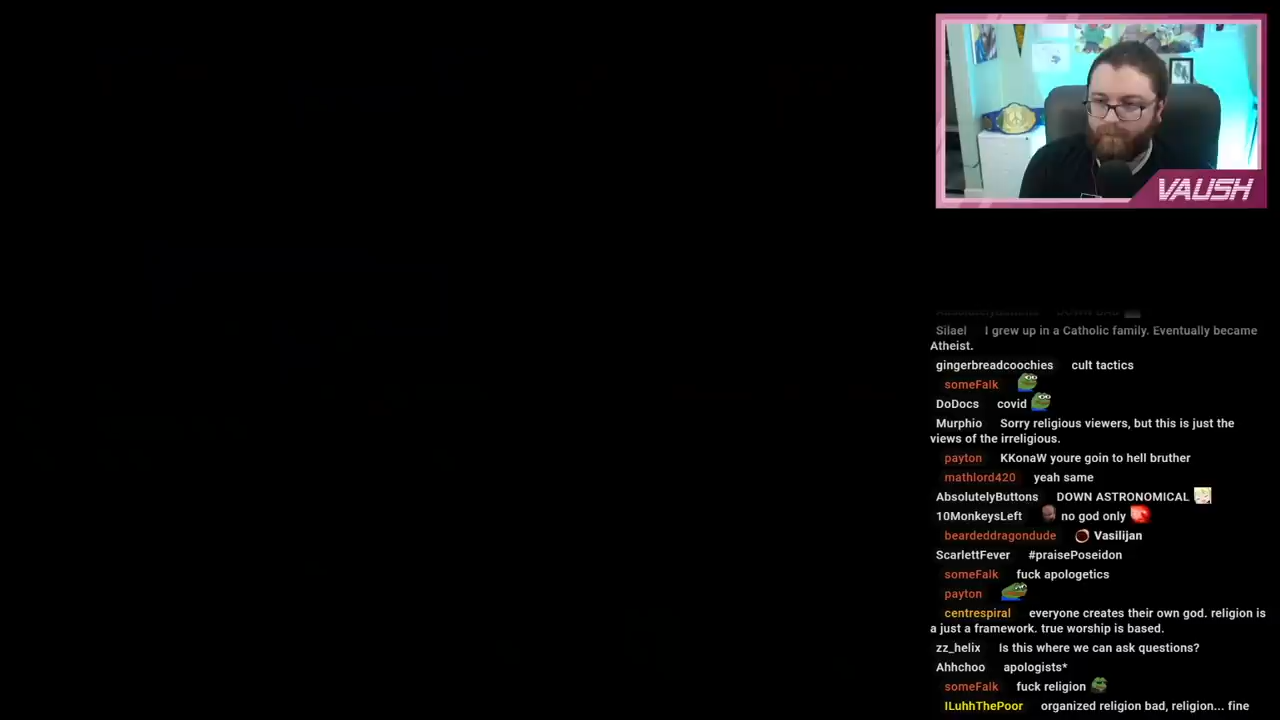 VAUSH
Silael I grew up in a Catholic family. Eventually became
Atheist.
gingerbreadcoochies cult tactics
someFalk
DoDocs covid
Murphio Sorry religious viewers, but this is just the
views of the irreligious.
payton KKonaW youre goin to hell bruther
mathlord420 yeah same
AbsolutelyButtons DOWN ASTRONOMICAL
10MonkeysLeft no god only
beardeddragondude Vasilijan
ScarlettFever #praisePoseidon
someFalk fuck apologetics
payton
centrespiral everyone creates their own god. religion is
a just a framework. true worship is based.
zz_helix Is this where we can ask questions?
Ahhchoo apologists*
someFalk fuck religion
ILuhhThePoor organized religion bad, religion... fine